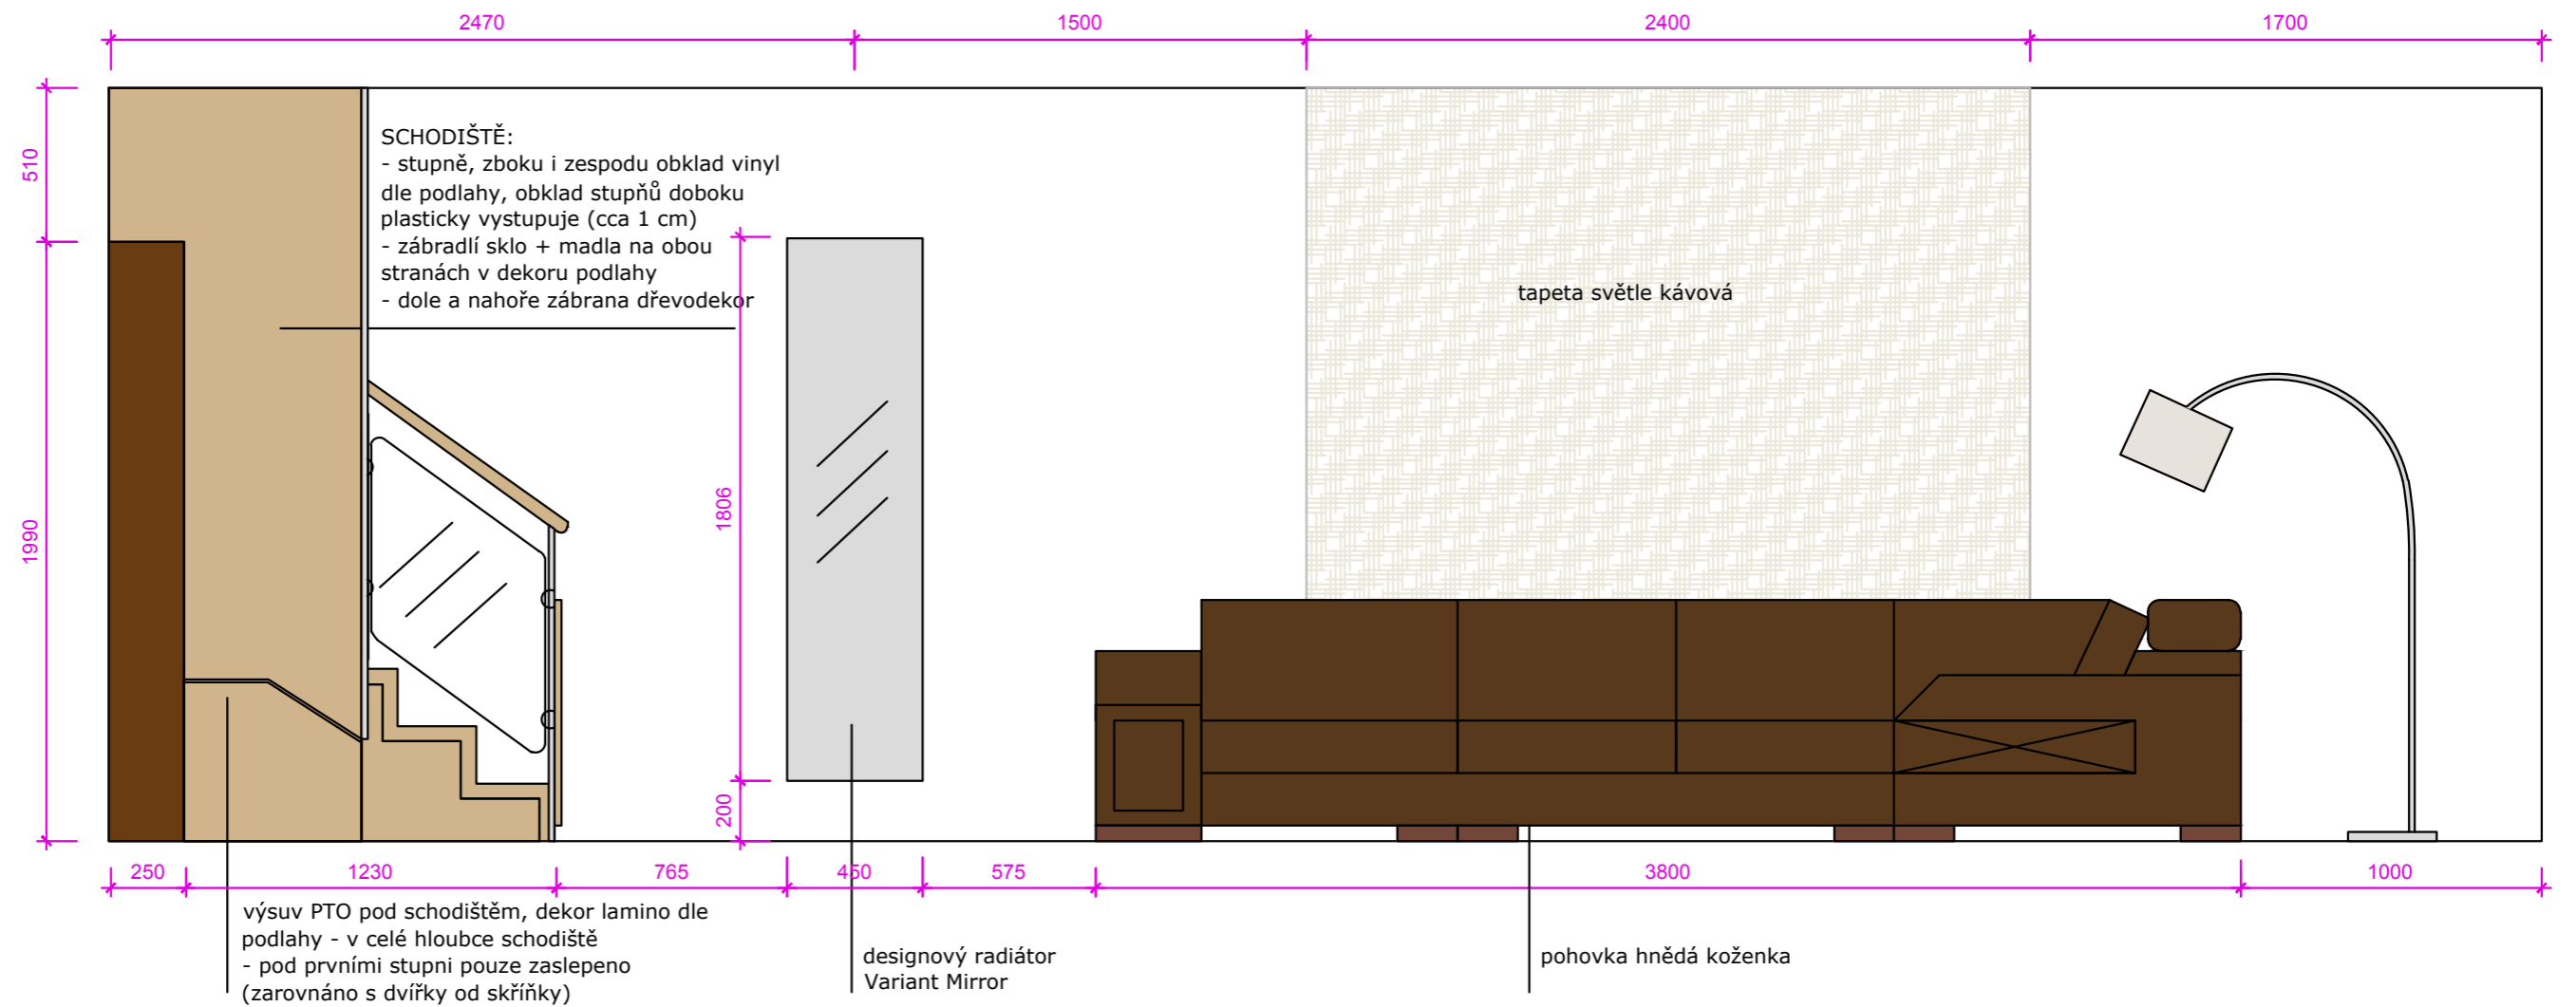 2470
1500
2400
1700
510
1990
SCHODIŠTĚ:
- stupně, zboku i zespodu obklad vinyl
dle podlahy, obklad stupňů doboku
plasticky vystupuje (cca 1 cm)
- zábradlí sklo + madla na obou
stranách v dekoru podlahy
- dole a nahoře zábrana dřevodekor
tapeta světle kávová
1806
200
250
1230
765
450
575
3800
1000
výsuv PTO pod schodištěm, dekor lamino dle
podlahy - v celé hloubce schodiště
- pod prvními stupni pouze zaslepeno
(zarovnáno s dvířky od skříňky)
designový radiátor
Variant Mirror
pohovka hnědá koženka